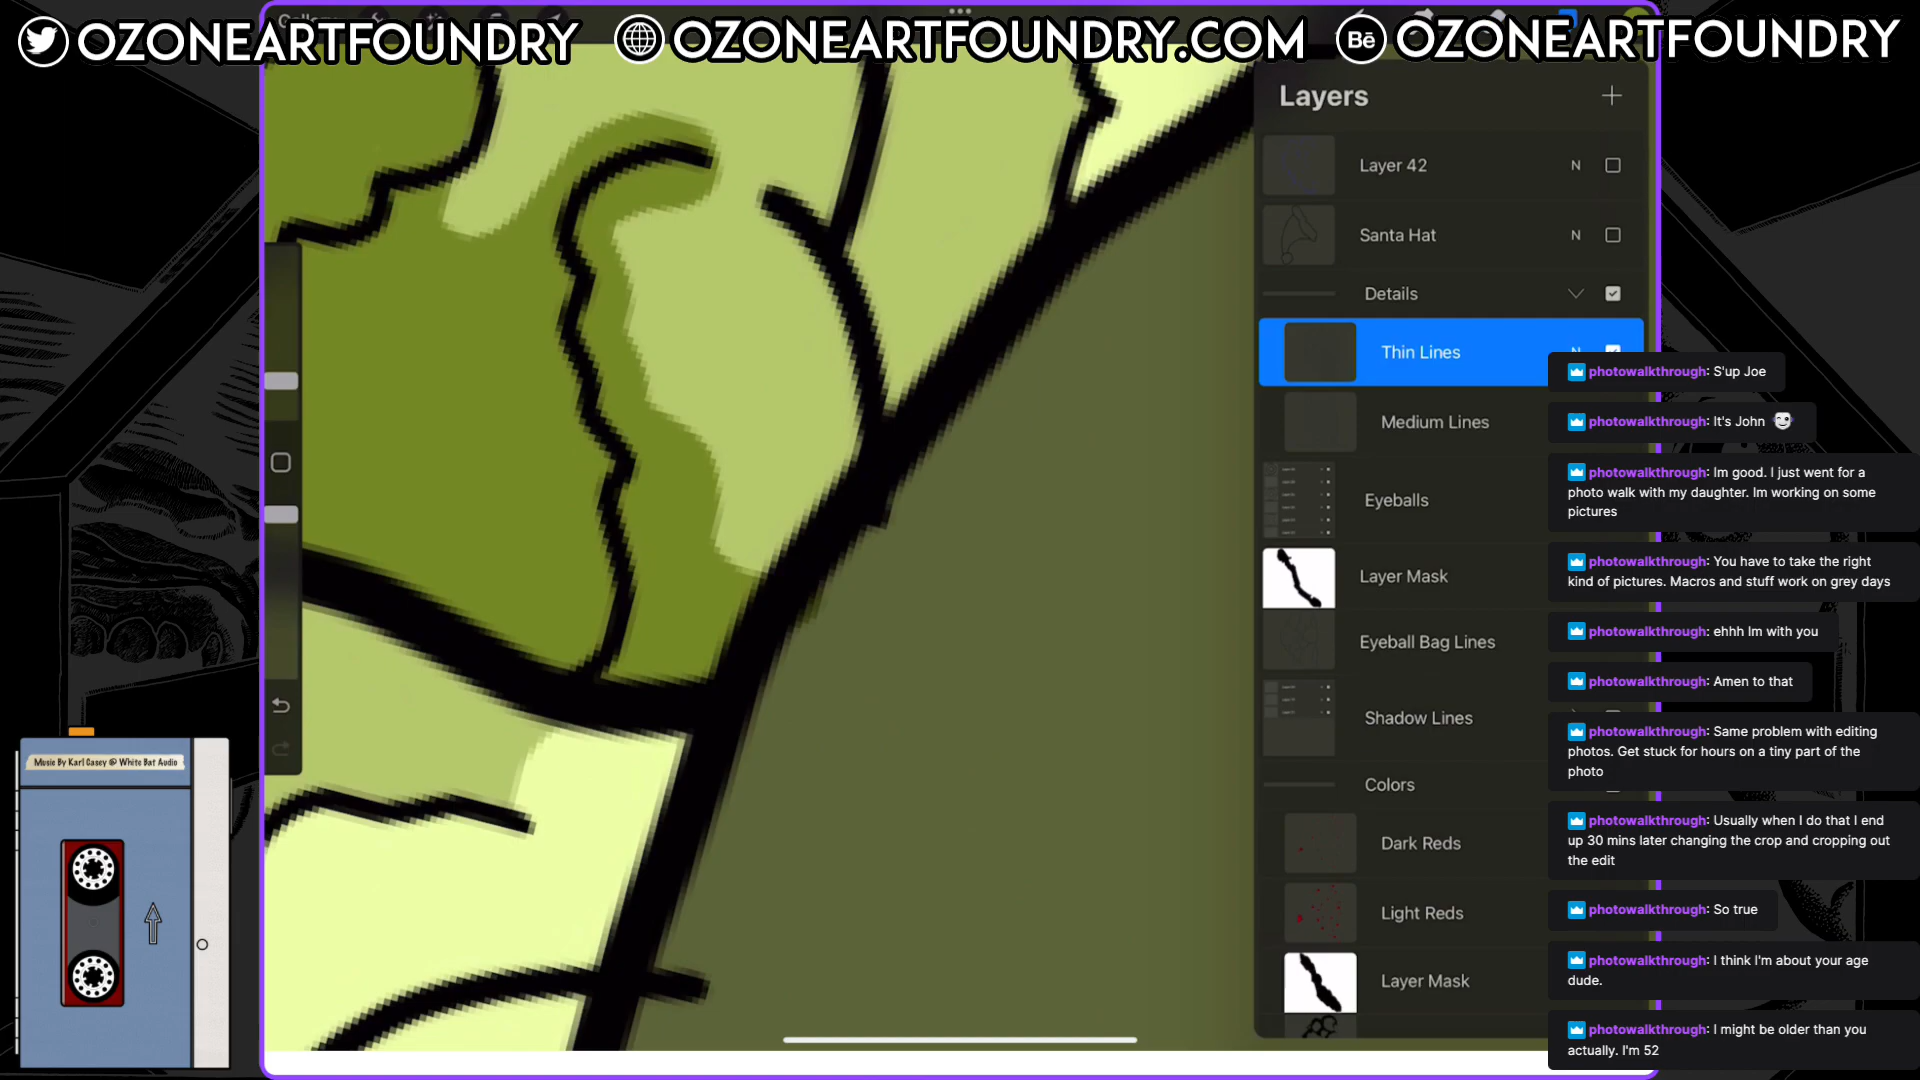 OZONEARTFOUNDRY
OZONEARTFOUNDRY.COM
Bē OZONEARTFOUNDRY
Layers
Layer 42 N
Santa Hat N
Details
Thin Lines N
Medium Lines
Eyeballs
Layer Mask
Eyeball Bag Lines
Shadow Lines
Colors
Dark Reds
Light Reds
Layer Mask
photowalkthrough: S'up Joe
photowalkthrough: It's John
photowalkthrough: Im good. I just went for a
photo walk with my daughter. Im working on some
pictures
photowalkthrough: You have to take the right
kind of pictures. Macros and stuff work on grey days
photowalkthrough: ehhh Im with you
photowalkthrough: Amen to that
photowalkthrough: Same problem with editing
photos. Get stuck for hours on a tiny part of the
photo
photowalkthrough: Usually when I do that I end
up 30 mins later changing the crop and cropping out
the edit
photowalkthrough: So true
photowalkthrough: I think I'm about your age
dude.
photowalkthrough: I might be older than you
actually. I'm 52
Music By Karl Casey @ White Bat Audio